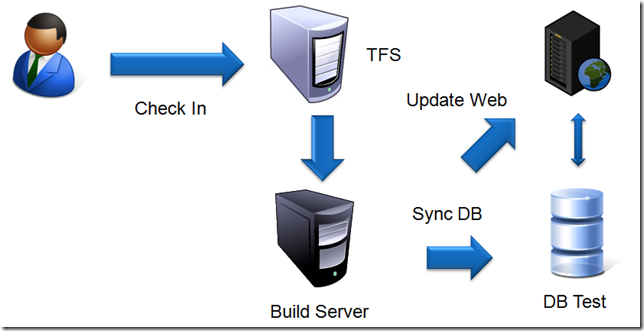 TFS
Check In
Update Web
Sync DB
Build Server
DB Test